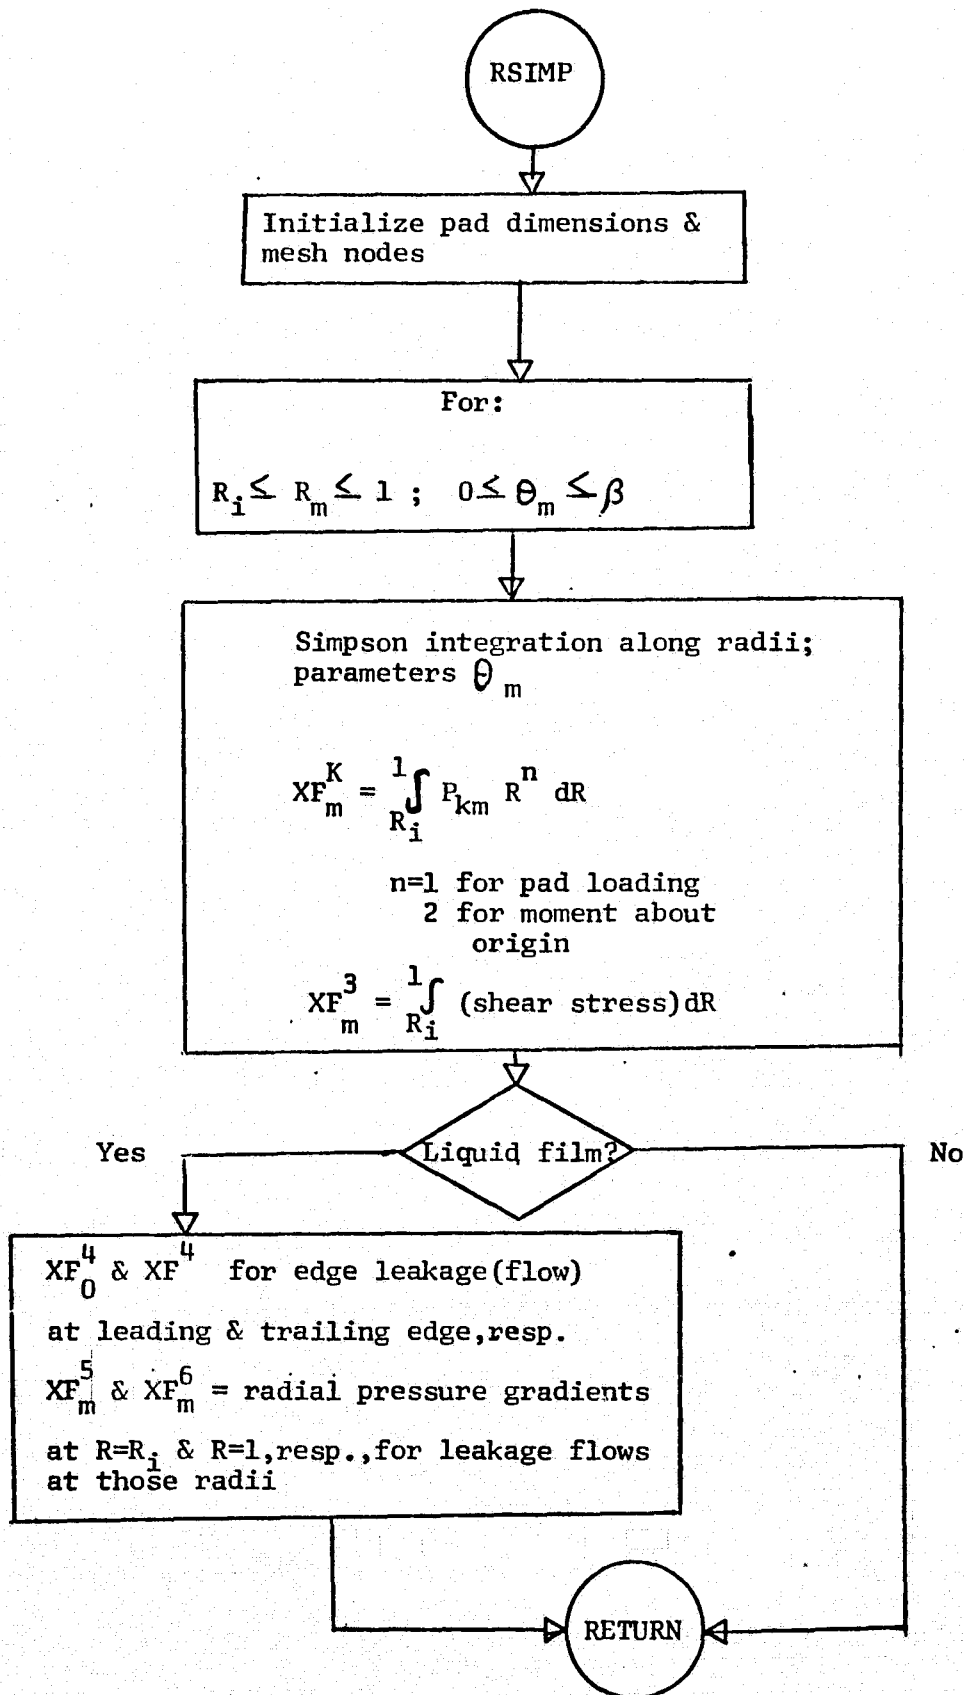 RSIMP
Initialize pad dimensions &
mesh nodes
For:
R_i ≤ R_m ≤ 1 ; 0 ≤ θ_m ≤ β
Simpson integration along radii;
parameters θ_m
XF_m^K = ∫_{R_i}^1 P_km R^n dR
n=1 for pad loading
2 for moment about
origin
XF_m^3 = ∫_{R_i}^1 (shear stress)dR
Liquid film?
Yes
No
XF_0^4 & XF^4 for edge leakage(flow)
at leading & trailing edge,resp.
XF_m^5 & XF_m^6 = radial pressure gradients
at R=R_i & R=1,resp.,for leakage flows
at those radii
RETURN